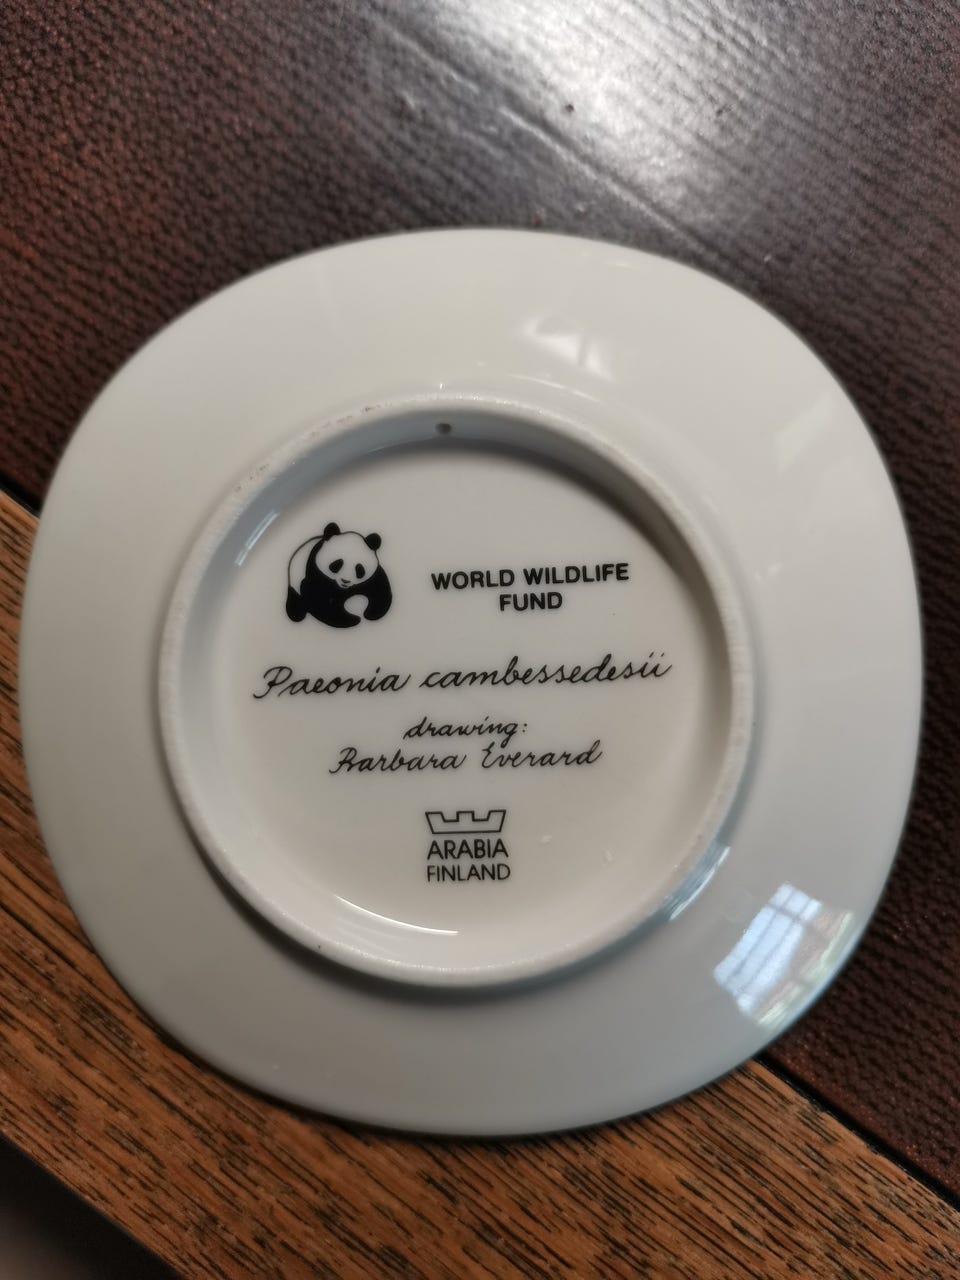 WORLD WILDLIFE
FUND
Paeonia cambessedesii
drawing:
Barbara Everard
ARABIA
FINLAND